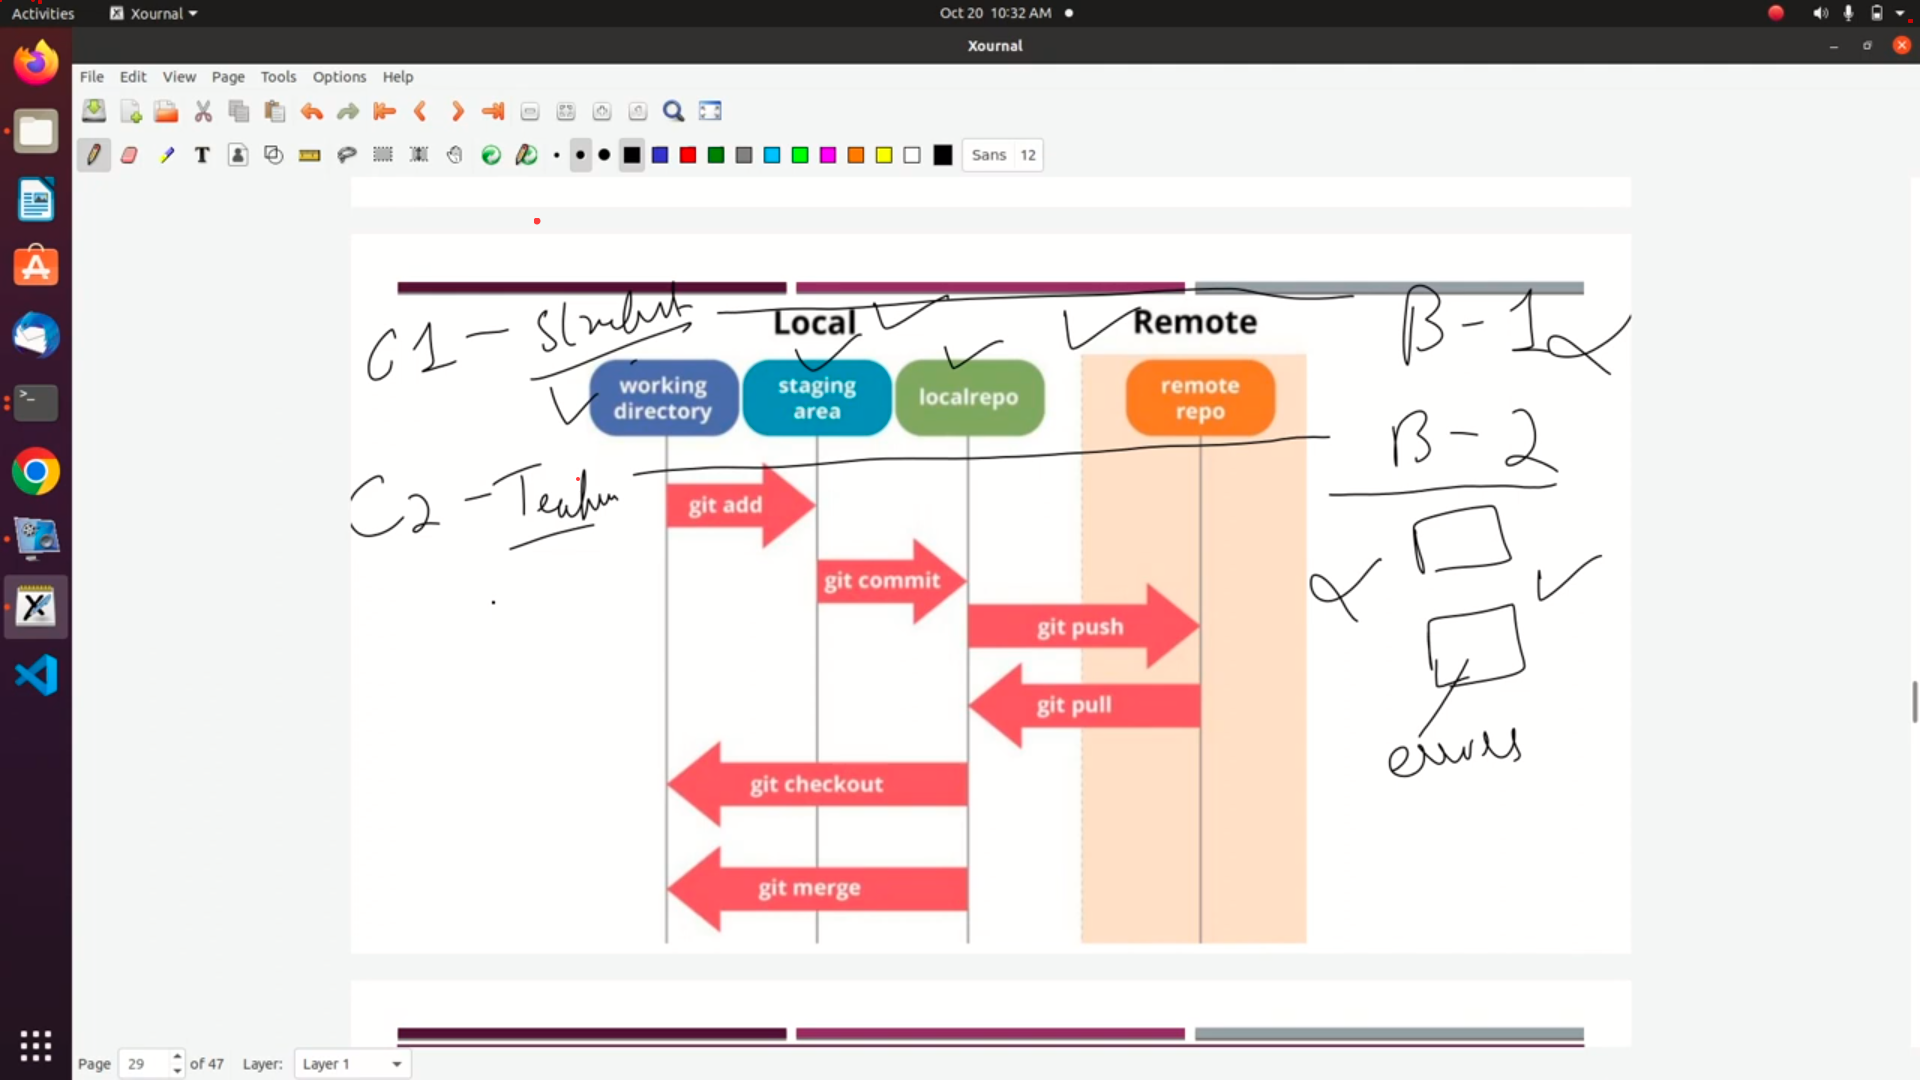 Activities
Xournal
Oct 20 10:32 AM
Xournal
File Edit View Page Tools Options Help
Sans 12
C1 - Student
Local
Remote
B - 1
working directory
staging area
localrepo
remote repo
B - 2
C2 -
git add
git commit
git push
git pull
errors
git checkout
git merge
Page 29 of 47 Layer: Layer 1